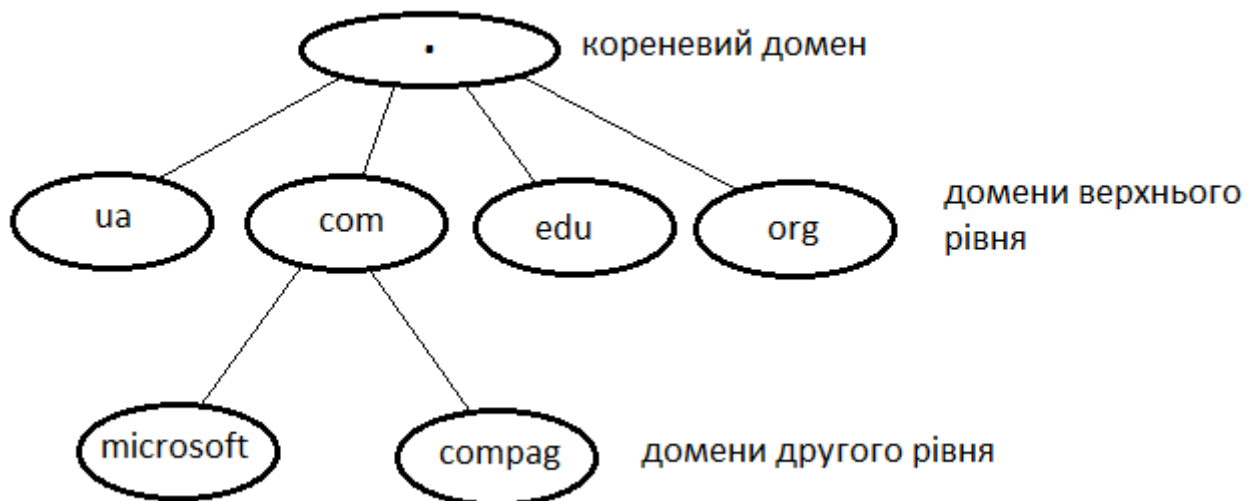 .
кореневий домен
ua
com
edu
org
домени верхнього
рівня
microsoft
compag
домени другого рівня